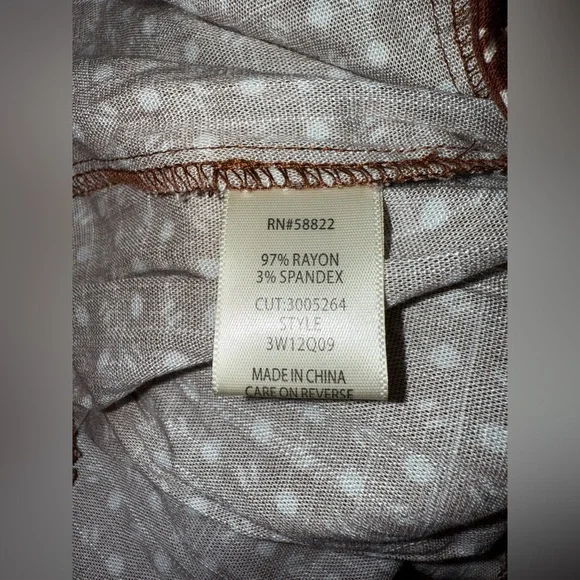 RN#58822
97% RAYON
3% SPANDEX
CUT:3005264
STYLE
3W12Q09
MADE IN CHINA
CARE ON REVERSE